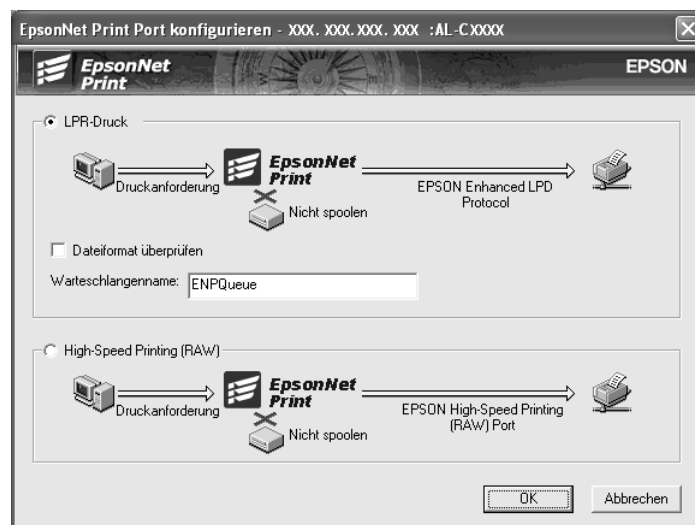 EpsonNet Print Port konfigurieren - XXX. XXX. XXX. XXX :AL-CXXXX
EpsonNet
Print
EPSON
LPR-Druck
Druckanforderung
EpsonNet
Print
Nicht spoolen
EPSON Enhanced LPD
Protocol
Dateiformat überprüfen
Warteschlangenname:
ENPQueue
High-Speed Printing (RAW)
Druckanforderung
EpsonNet
Print
Nicht spoolen
EPSON High-Speed Printing
(RAW) Port
OK
Abbrechen